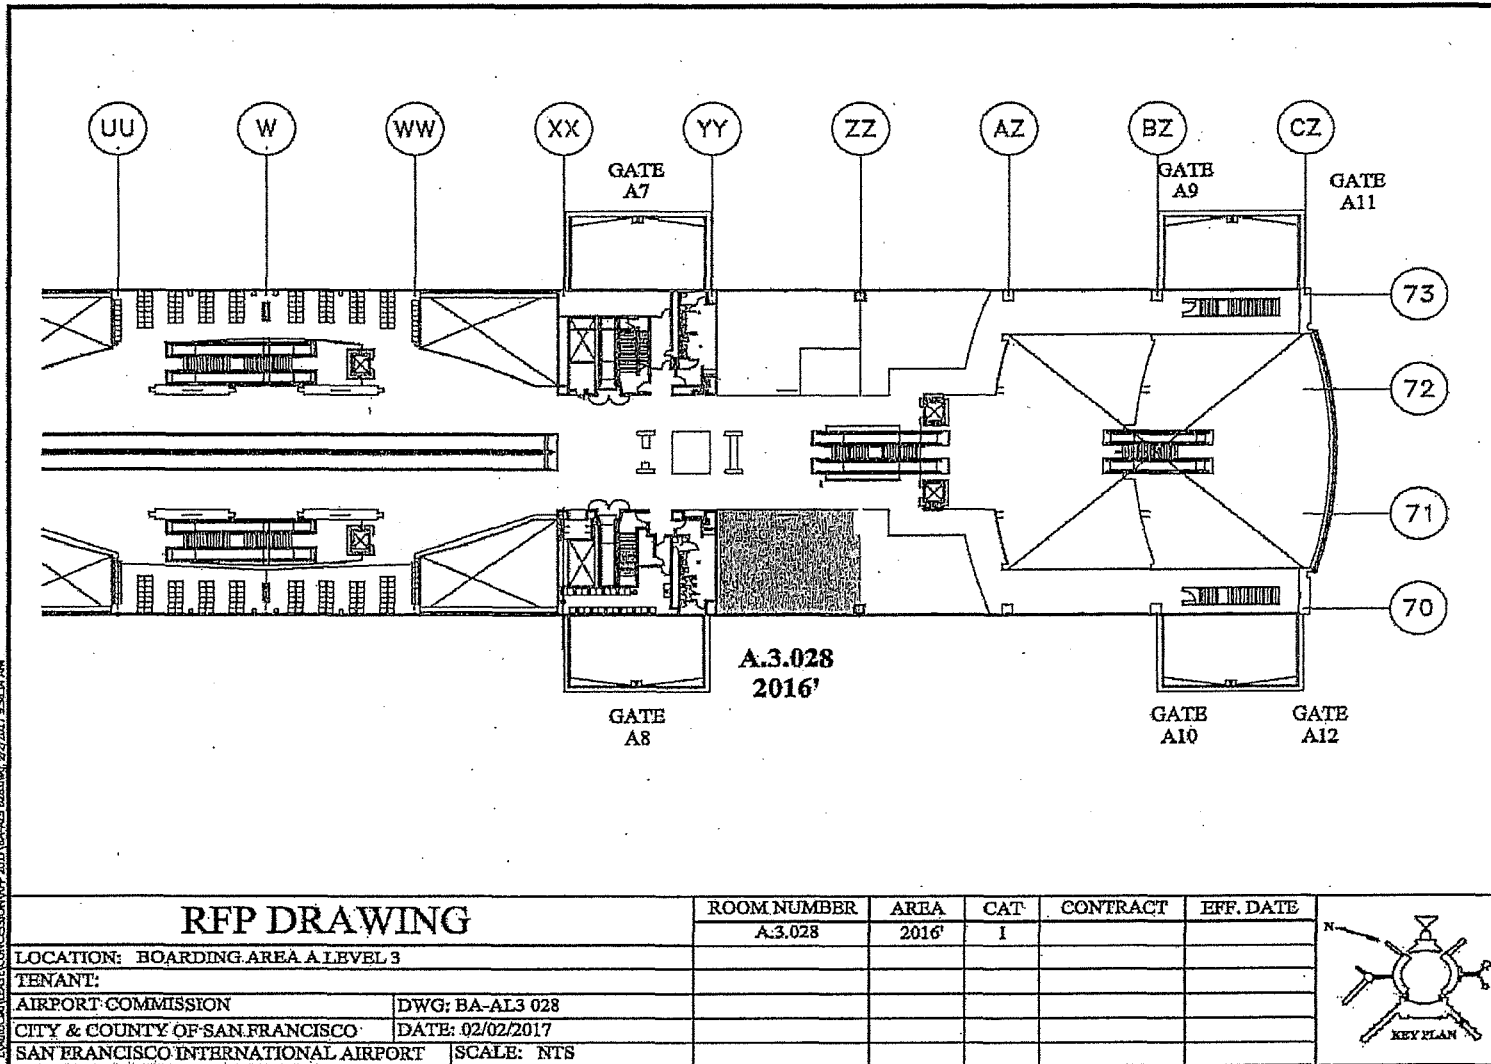 UU W WW XX YY ZZ AZ BZ CZ
GATE
A7
GATE
A9
GATE
A11
73
72
71
70
A.3.028
2016'
GATE
A8
GATE
A10
GATE
A12
RFP DRAWING
LOCATION: BOARDING AREA A LEVEL 3
TENANT:
AIRPORT COMMISSION DWG: BA-AL3 028
CITY & COUNTY OF SAN FRANCISCO DATE: 02/02/2017
SAN FRANCISCO INTERNATIONAL AIRPORT SCALE: NTS
ROOM NUMBER AREA CAT CONTRACT EFF. DATE
A.3.028 2016' I
N
KEY PLAN